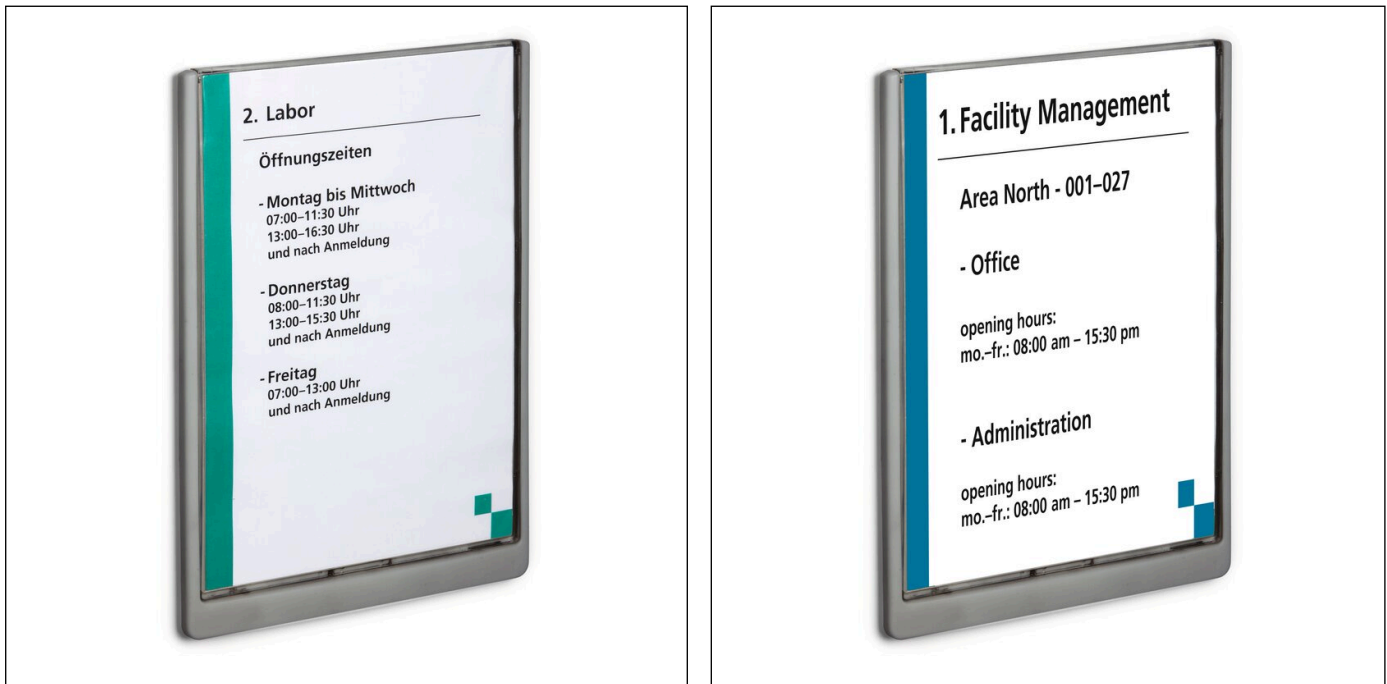 2. Labor
Öffnungszeiten
- Montag bis Mittwoch
07:00–11:30 Uhr
13:00–16:30 Uhr
und nach Anmeldung
- Donnerstag
08:00–11:30 Uhr
13:00–15:30 Uhr
und nach Anmeldung
- Freitag
07:00–13:00 Uhr
und nach Anmeldung
1. Facility Management
Area North - 001–027
- Office
opening hours:
mo.–fr.: 08:00 am – 15:30 pm
- Administration
opening hours:
mo.–fr.: 08:00 am – 15:30 pm